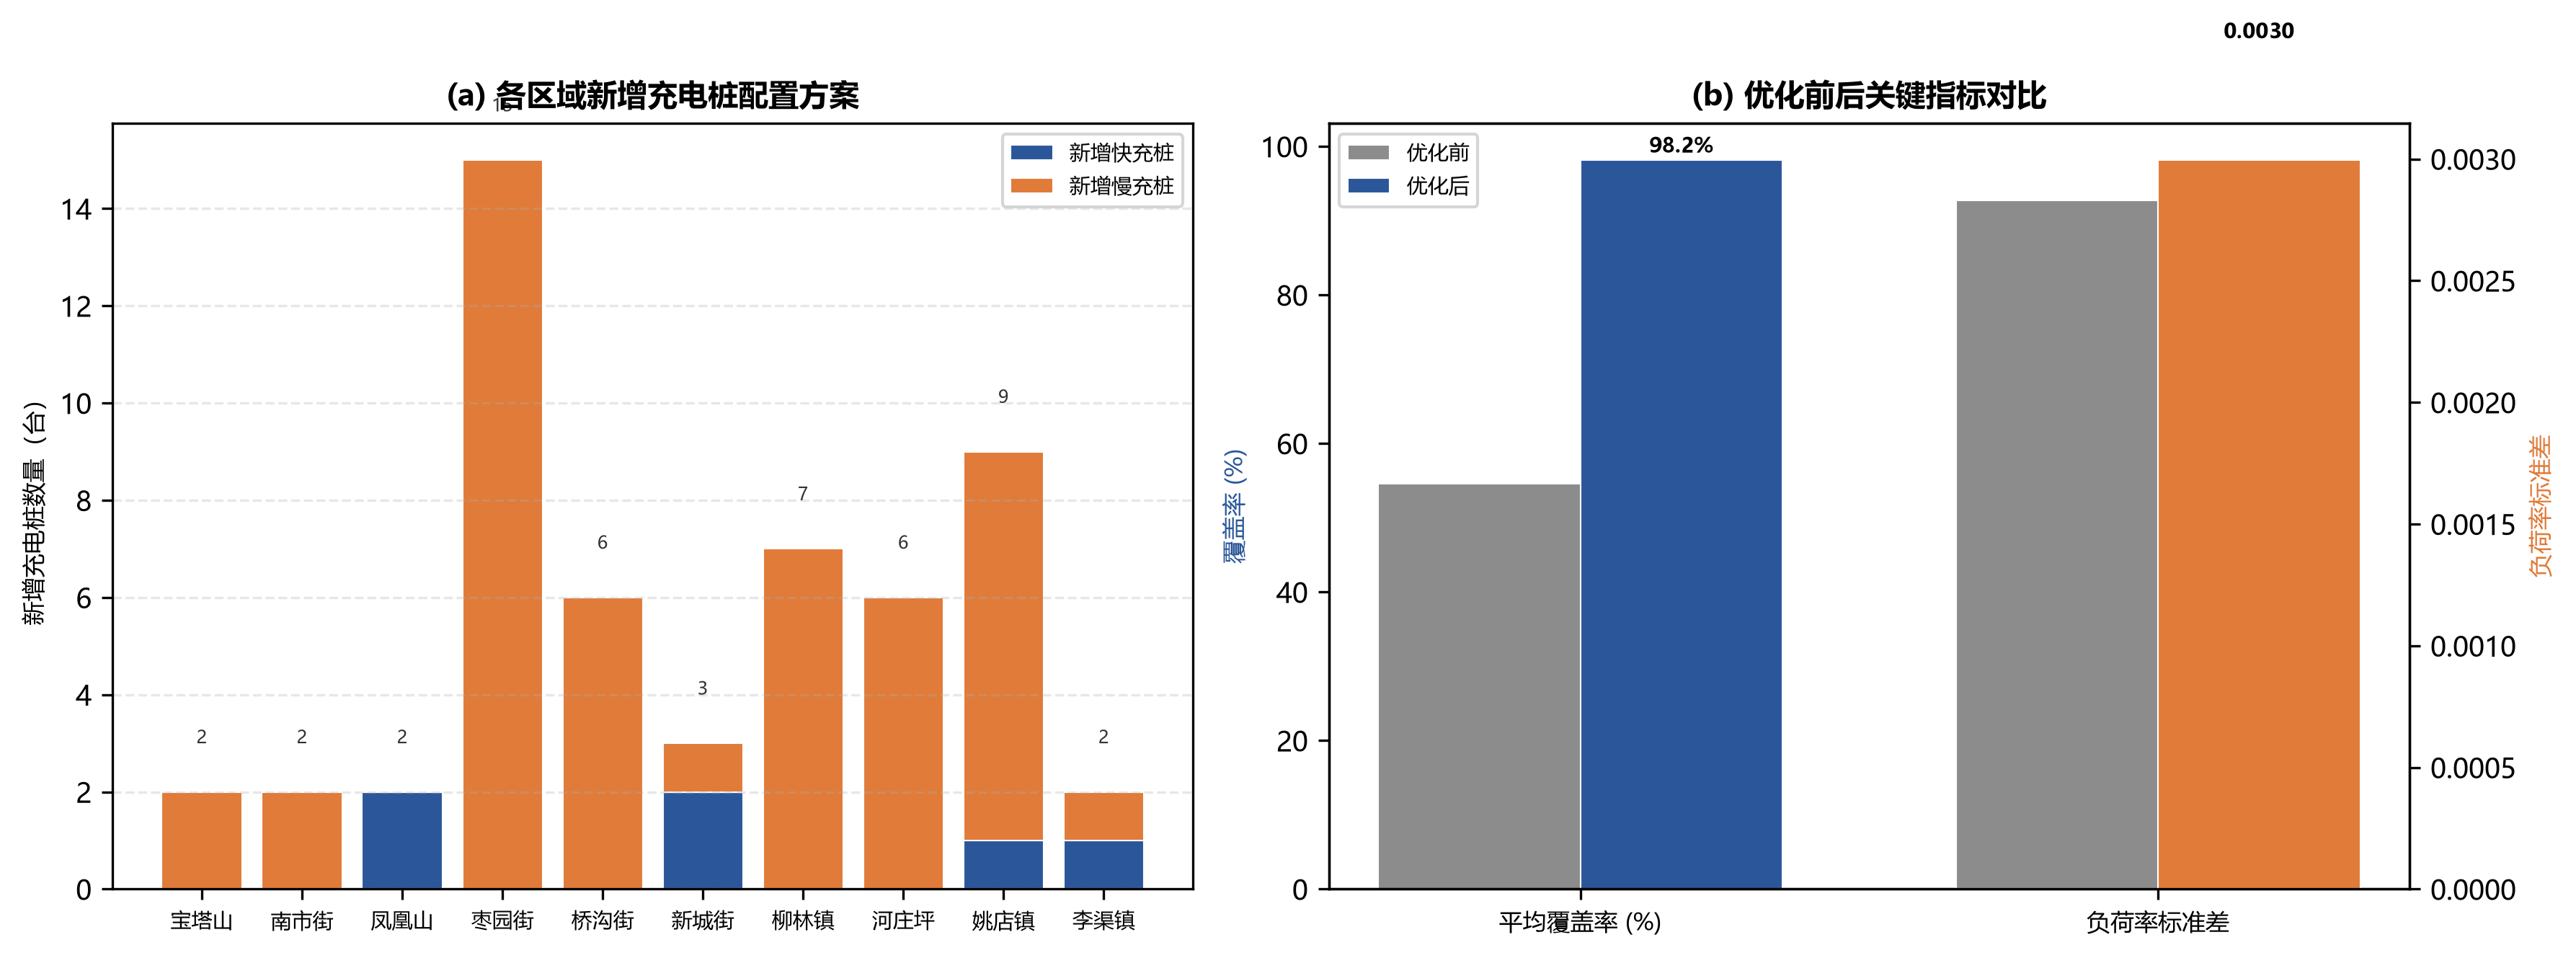 0.0030
(a) 各区域新增充电桩配置方案
新增快充桩
新增慢充桩
新增充电桩数量（台）
14
12
10
8
6
4
2
0
2
2
2
6
3
7
6
9
2
宝塔山
南市街
凤凰山
枣园街
桥沟街
新城街
柳林镇
河庄坪
姚店镇
李渠镇
(b) 优化前后关键指标对比
优化前
优化后
98.2%
覆盖率 (%)
100
80
60
40
20
0
平均覆盖率 (%)
负荷率标准差
0.0030
0.0025
0.0020
0.0015
0.0010
0.0005
0.0000
负荷率标准差